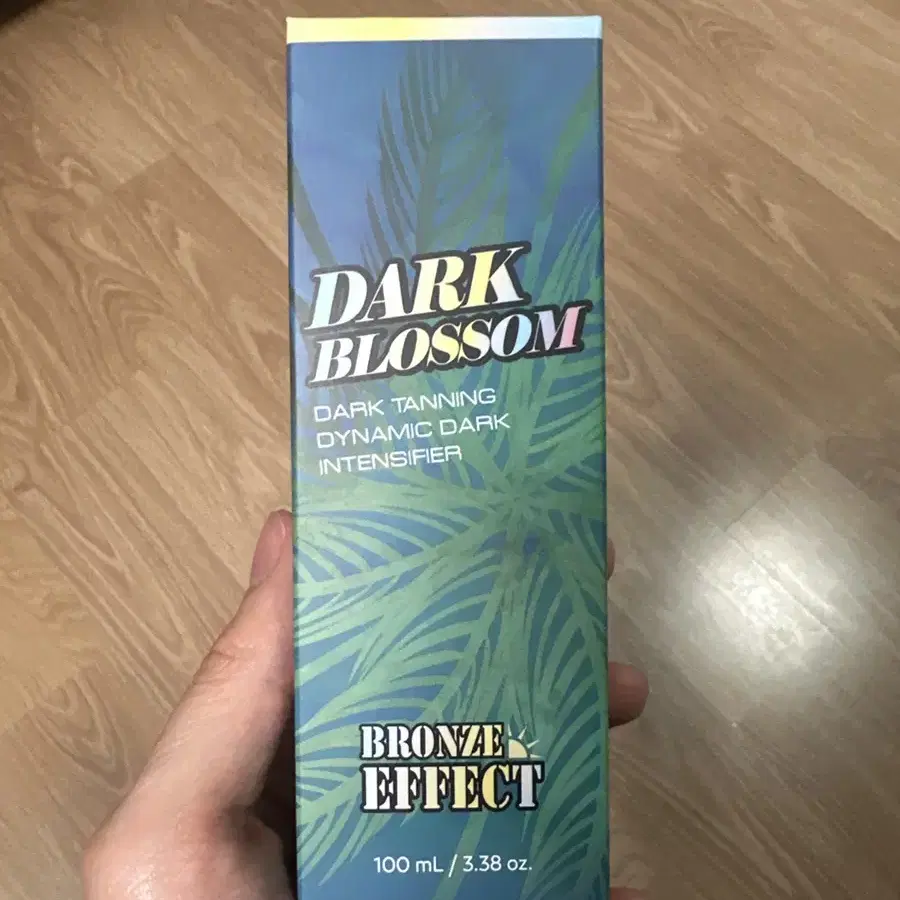 DARK
BLOSSOM
DARK TANNING
DYNAMIC DARK
INTENSIFIER
BRONZE
EFFECT
100 mL / 3.38 oz.